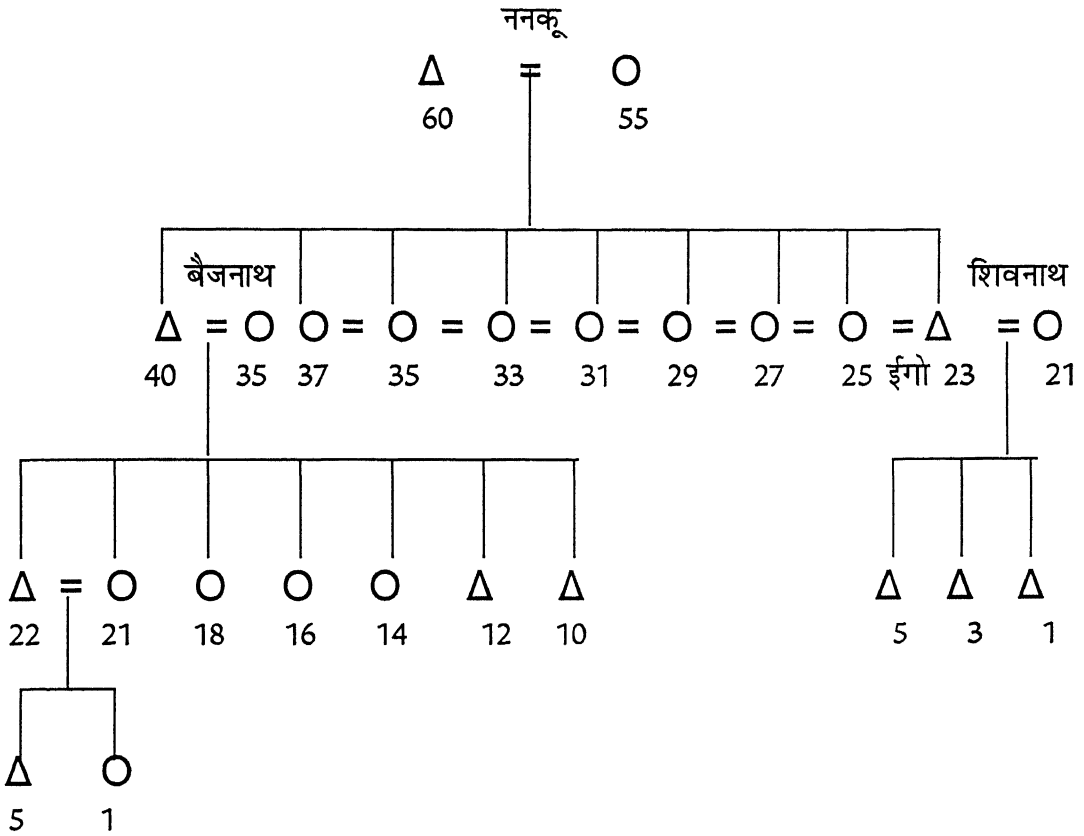 ननकू
Δ = O
60 55
बैजनाथ शिवनाथ
Δ = O O = O = O = O = O = O = O = Δ = O
40 35 37 35 33 31 29 27 25 ईगो 23 21
Δ = O O O O Δ Δ Δ Δ Δ
22 21 18 16 14 12 10 5 3 1
Δ O
5 1